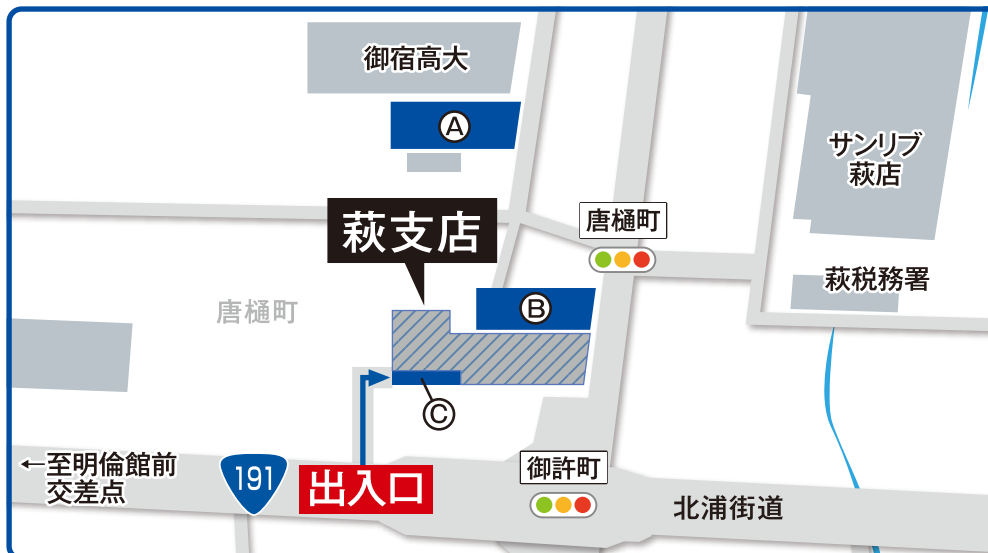 御宿高大
Ⓐ
サンリブ
萩店
萩支店
唐樋町
萩税務署
唐樋町
Ⓑ
Ⓒ
←至明倫館前
交差点
191
出入口
御許町
北浦街道